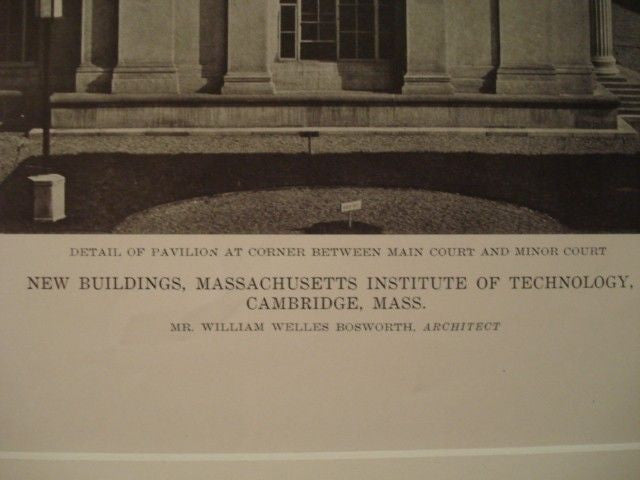 DETAIL OF PAVILION AT CORNER BETWEEN MAIN COURT AND MINOR COURT
NEW BUILDINGS, MASSACHUSETTS INSTITUTE OF TECHNOLOGY,
CAMBRIDGE, MASS.
MR. WILLIAM WELLES BOSWORTH, ARCHITECT